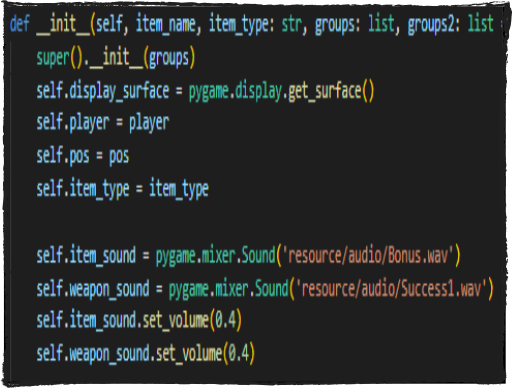 def __init__(self, item_name, item_type: str, groups: list, groups2: list =
super().__init__(groups)
self.display_surface = pygame.display.get_surface()
self.player = player
self.pos = pos
self.item_type = item_type
self.item_sound = pygame.mixer.Sound('resource/audio/Bonus.wav')
self.weapon_sound = pygame.mixer.Sound('resource/audio/Success1.wav')
self.item_sound.set_volume(0.4)
self.weapon_sound.set_volume(0.4)